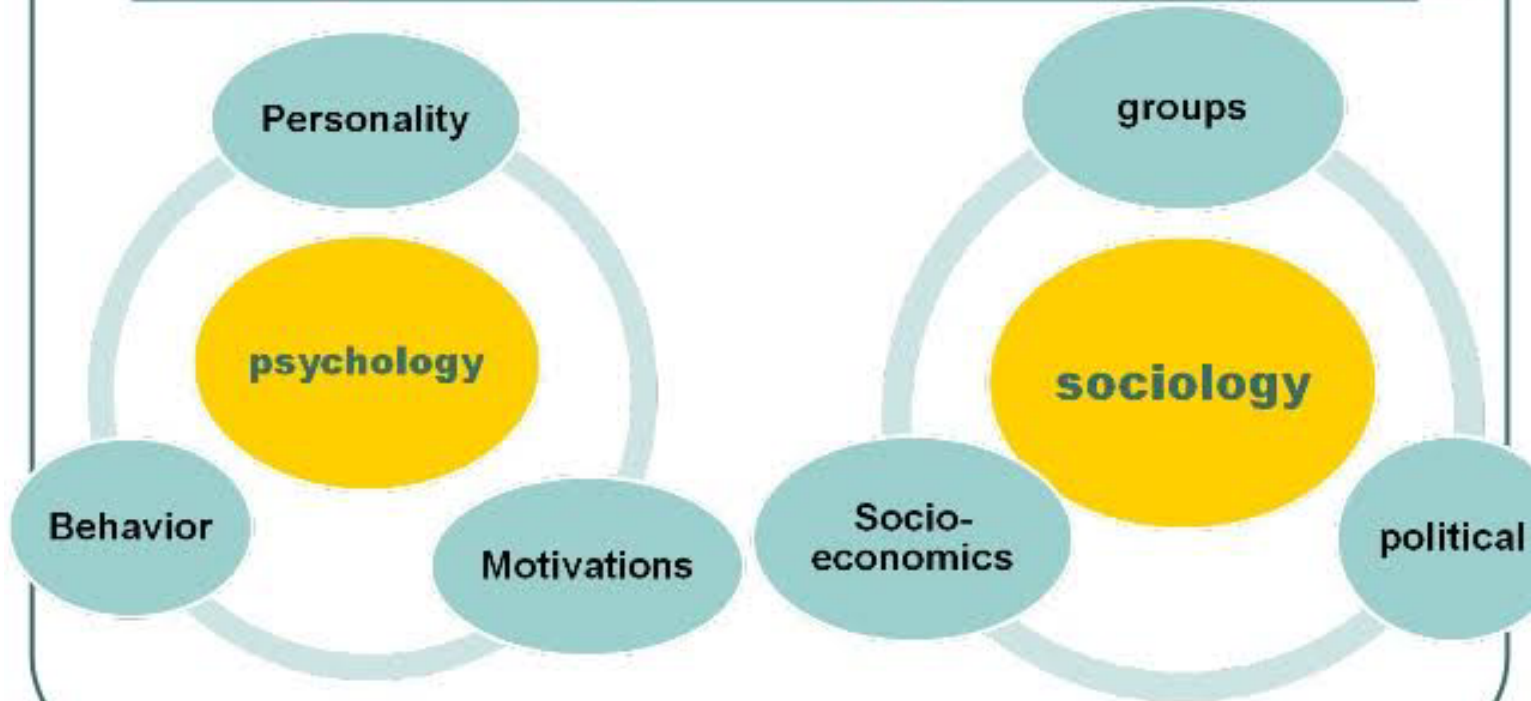 Personality
psychology
Behavior
Motivations
groups
sociology
Socio-
economics
political